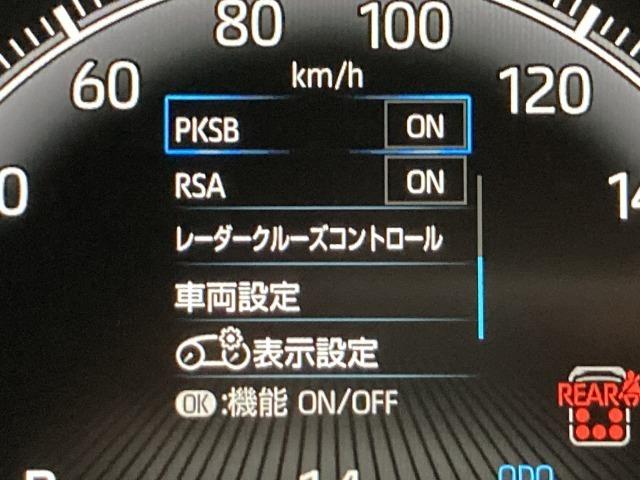 80 100
km/h
60 120
PKSB ON
RSA ON
レーダークルーズコントロール
車両設定
表示設定
OK:機能 ON/OFF
REAR